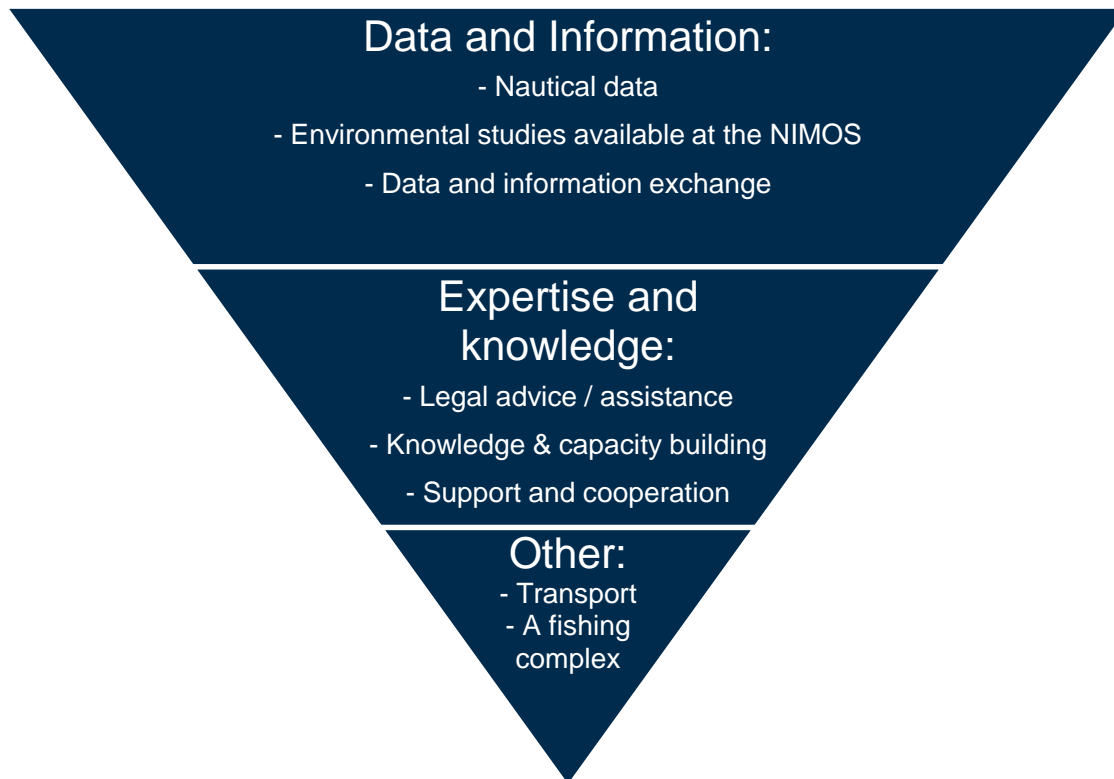 Data and Information:
- Nautical data
- Environmental studies available at the NIMOS
- Data and information exchange
Expertise and
knowledge:
- Legal advice / assistance
- Knowledge & capacity building
- Support and cooperation
Other:
- Transport
- A fishing
complex